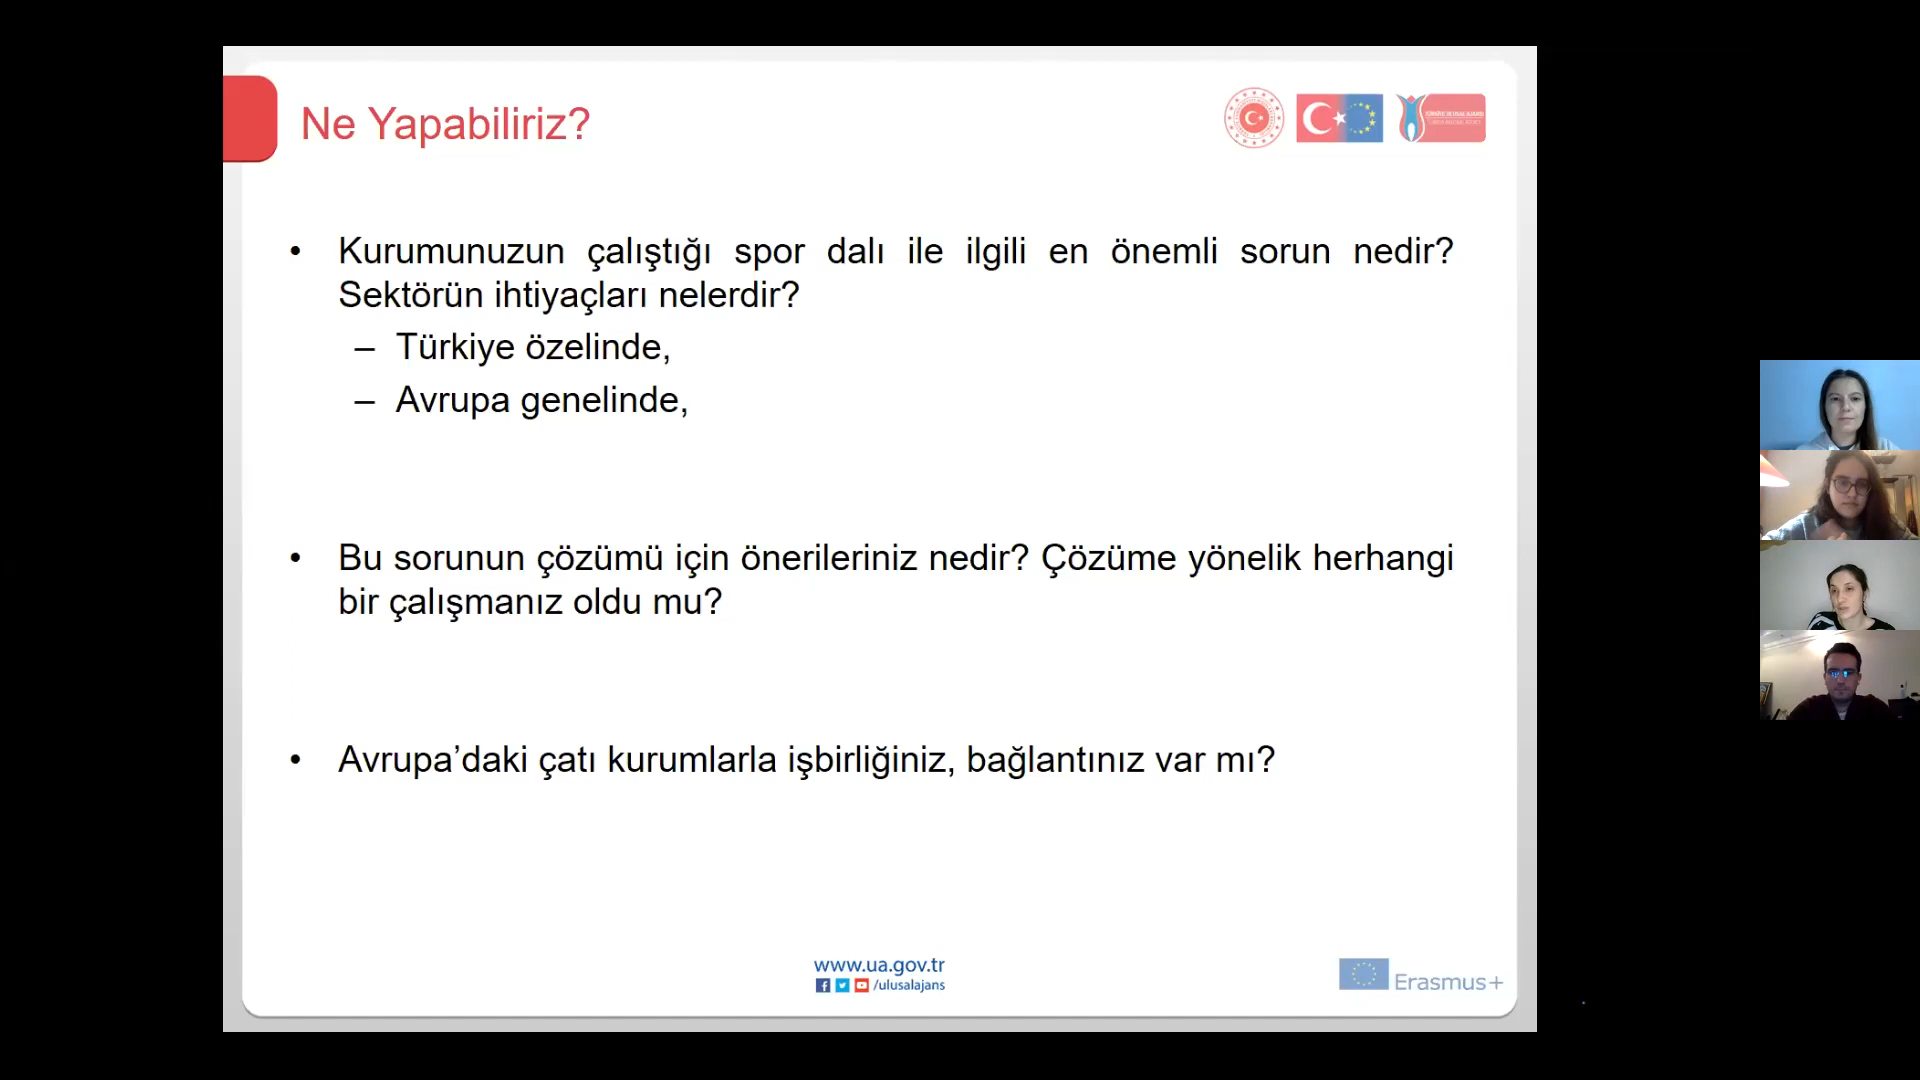 Ne Yapabiliriz?
• Kurumunuzun çalıştığı spor dalı ile ilgili en önemli sorun nedir?
Sektörün ihtiyaçları nelerdir?
– Türkiye özelinde,
– Avrupa genelinde,
• Bu sorunun çözümü için önerileriniz nedir? Çözüme yönelik herhangi
bir çalışmanız oldu mu?
• Avrupa’daki çatı kurumlarla işbirliğiniz, bağlantınız var mı?
www.ua.gov.tr
/ulusalajans
Erasmus+